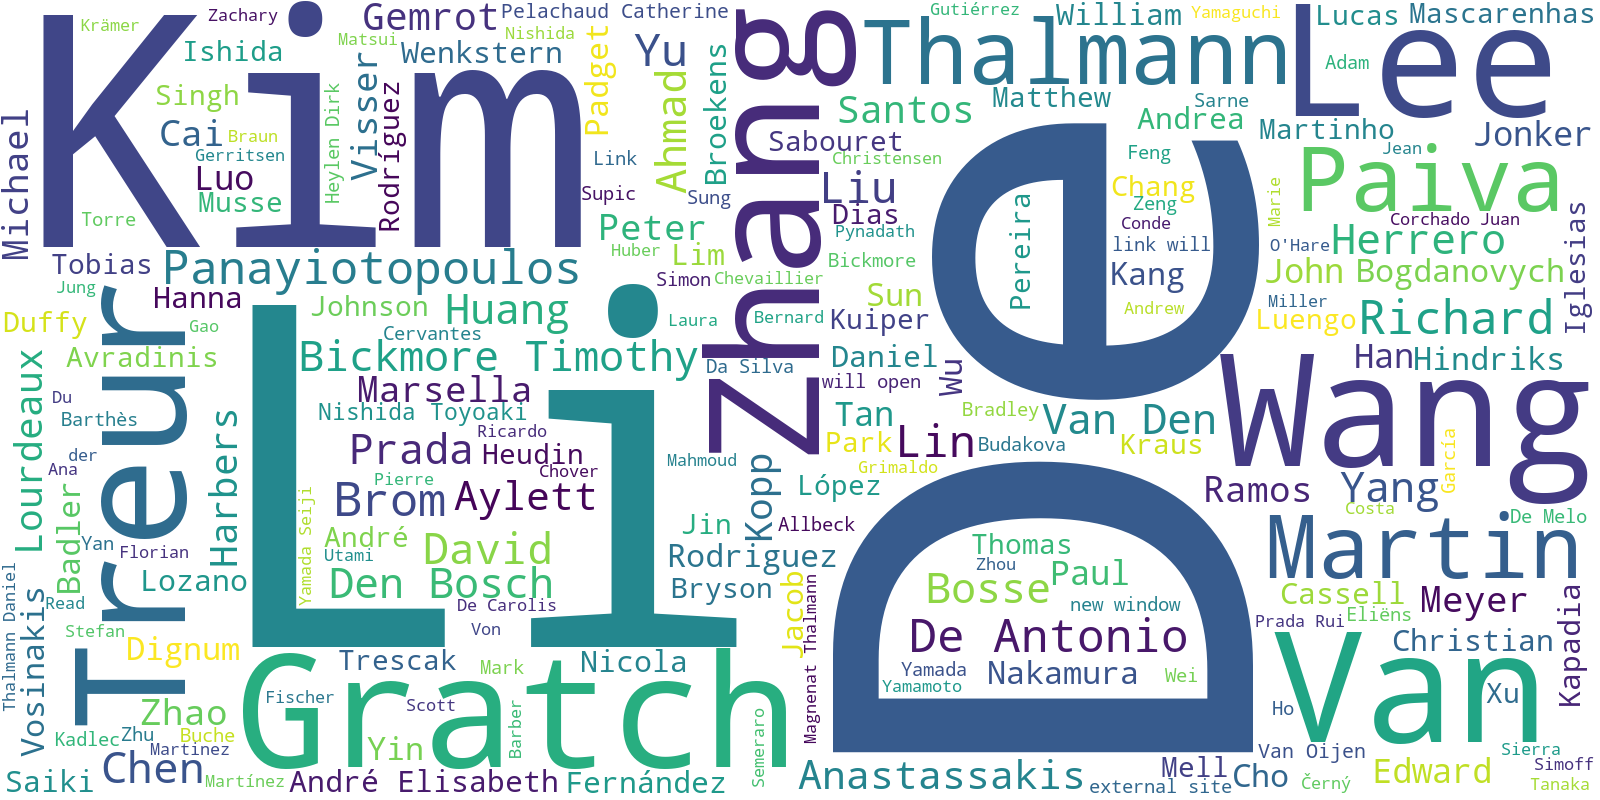 Krämer
Zachary
Gemrot
Pelachaud Catherine
Gutiérrez
William
Yamaguchi
Lucas
Mascarenhas
Kim
Ishida
Matsui
Wenkstern
Nishida
Yu
Zhang
Thalmann
Lee
Adam
Singh
Visser
Rodríguez
Padget
Ahmad
Broekens
Santos
Matthew
Sarne
Andrea
Martinho
Jonker
Michael
Cai
Braun
Gerritsen
Heylen Dirk
Link
Sabouret
Christensen
Feng
Jean
Luo
Musse
Supic
Sung
Liu
Chang
Zeng
Marie
Paiva
Torre
Peter
Dias
Pynadath
Pereira
Conde
Corchado Juan
Tobias
Panayiotopoulos
Huber
Lim
Bickmore
De
link will
O'Hare
Herrero
Iglesias
Jung
Hanna
Johnson
Huang
Simon
Chevaillier
Sun
Kang
John
Bogdanovych
Duffy
Gao
Cervantes
Laura
Bernard
Kuiper
Andrew
Miller
Luengo
Richard
Treur
Avradinis
Li
Bickmore Timothy
Da Silva
Daniel
Wu
Han
Hindriks
Lourdeaux
Du
Barthès
Harbers
Marsella
Nishida Toyoaki
will open
Tan
Bradley
Van Den
Wang
der
Ana
Prada
Ricardo
Heudin
Chover
Mahmoud
Park
Lin
Budakova
Kraus
García
Badler
Pierre
Brom
Aylett
Kopp
Grimaldo
López
Ramos
Yang
Costa
Yan
Florian
Yamada Seiji
André
David
Jin
Allbeck
Martin
De Melo
Thalmann Daniel
Vosinakis
Read
Lozano
Utami
Den Bosch
Rodriguez
Bryson
Jacob
Magnenat Thalmann
Thomas
Zhou
Paul
Bosse
new window
Cassell
Meyer
Kapadia
Stefan
Dignum
De Carolis
Von
De Antonio
Prada Rui
Eliëns
Christian
Trescak
Mark
Nicola
Yamada
Nakamura
Yamamoto
Wei
Van
Xu
Zhao
Gratch
Fischer
Scott
Barber
Semeraro
Ho
Kadlec
Zhu
Buche
Martinez
Yin
Van Oijen
Sierra
Simoff
Saiki
Chen
Martínez
André Elisabeth
Fernández
Anastassakis
external site
Mell
Cho
Černý
Edward
Tanaka